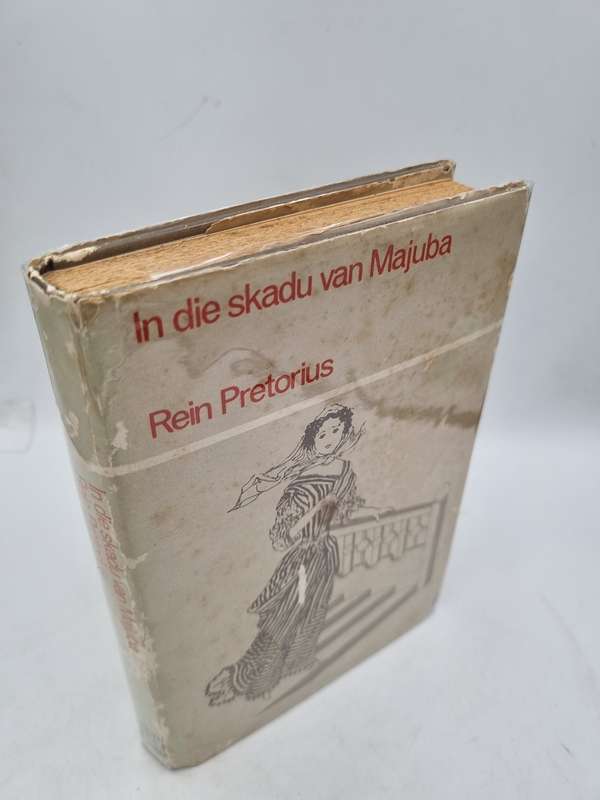 In die skadu van Majuba
Rein Pretorius
In die skadu van Majuba